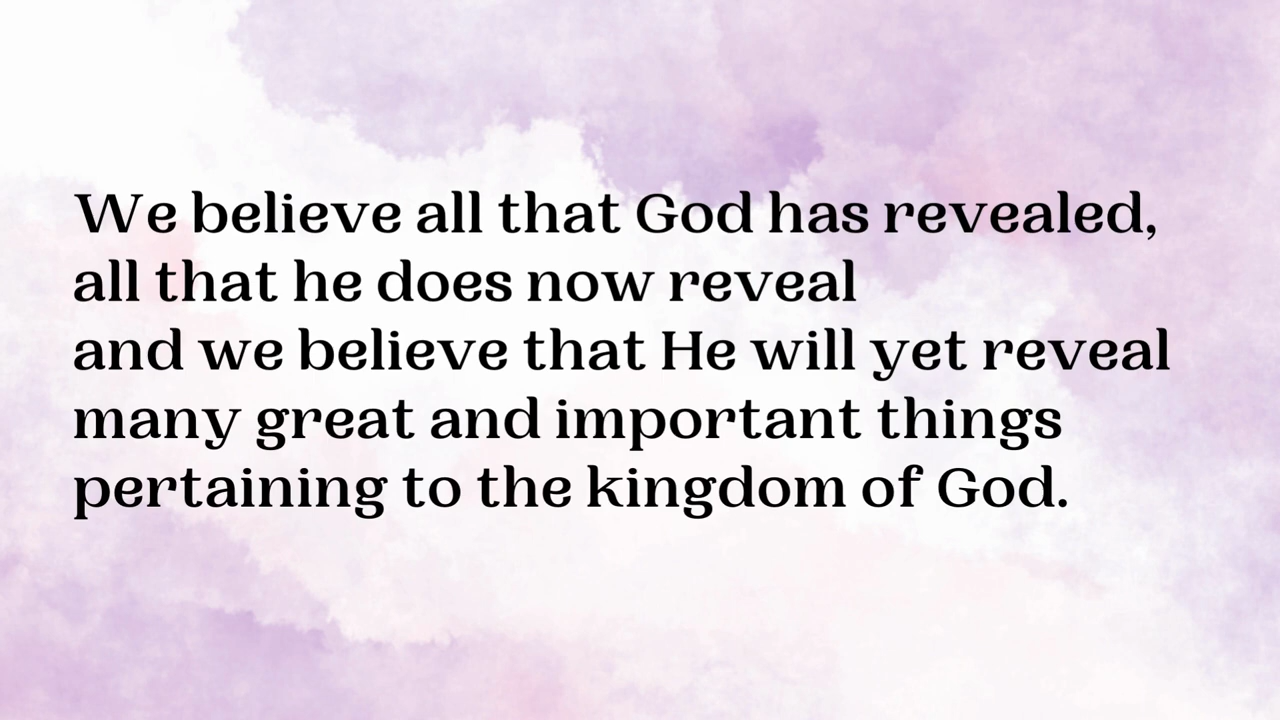 We believe all that God has revealed,
all that he does now reveal
and we believe that He will yet reveal
many great and important things
pertaining to the kingdom of God.